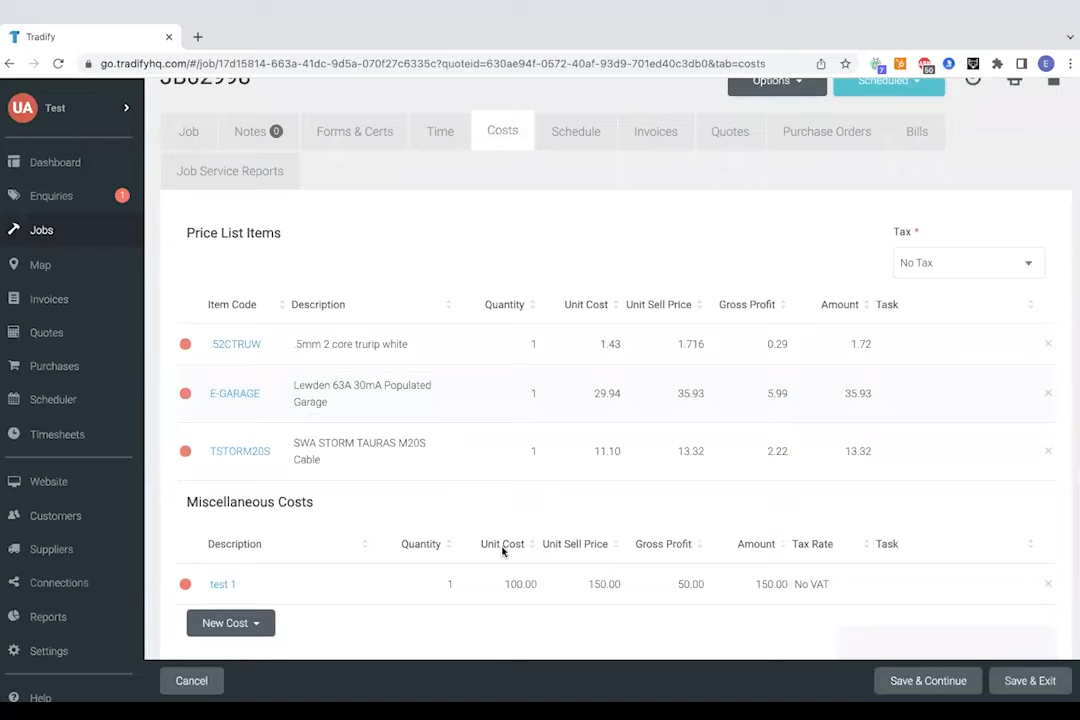 Tradify
go.tradifyhq.com/#/job/17d15814-663a-41dc-9d5a-070f27c6335c?quoteid=630ae94f-0572-40af-93d9-701ed40c3db0&tab=costs
7
50
E
UA Test
JB02998
Options
Scheduled
Job
Notes 0
Forms & Certs
Time
Costs
Schedule
Invoices
Quotes
Purchase Orders
Bills
Job Service Reports
Dashboard
Enquiries 1
Jobs
Map
Invoices
Quotes
Purchases
Scheduler
Timesheets
Website
Customers
Suppliers
Connections
Reports
Settings
Help
Price List Items
Tax *
No Tax
Item Code Description Quantity Unit Cost Unit Sell Price Gross Profit Amount Task
.52CTRUW .5mm 2 core trurip white 1 1.43 1.716 0.29 1.72
E-GARAGE Lewden 63A 30mA Populated Garage 1 29.94 35.93 5.99 35.93
TSTORM20S SWA STORM TAURAS M20S Cable 1 11.10 13.32 2.22 13.32
Miscellaneous Costs
Description Quantity Unit Cost Unit Sell Price Gross Profit Amount Tax Rate Task
test 1 1 100.00 150.00 50.00 150.00 No VAT
New Cost
Cancel
Save & Continue
Save & Exit